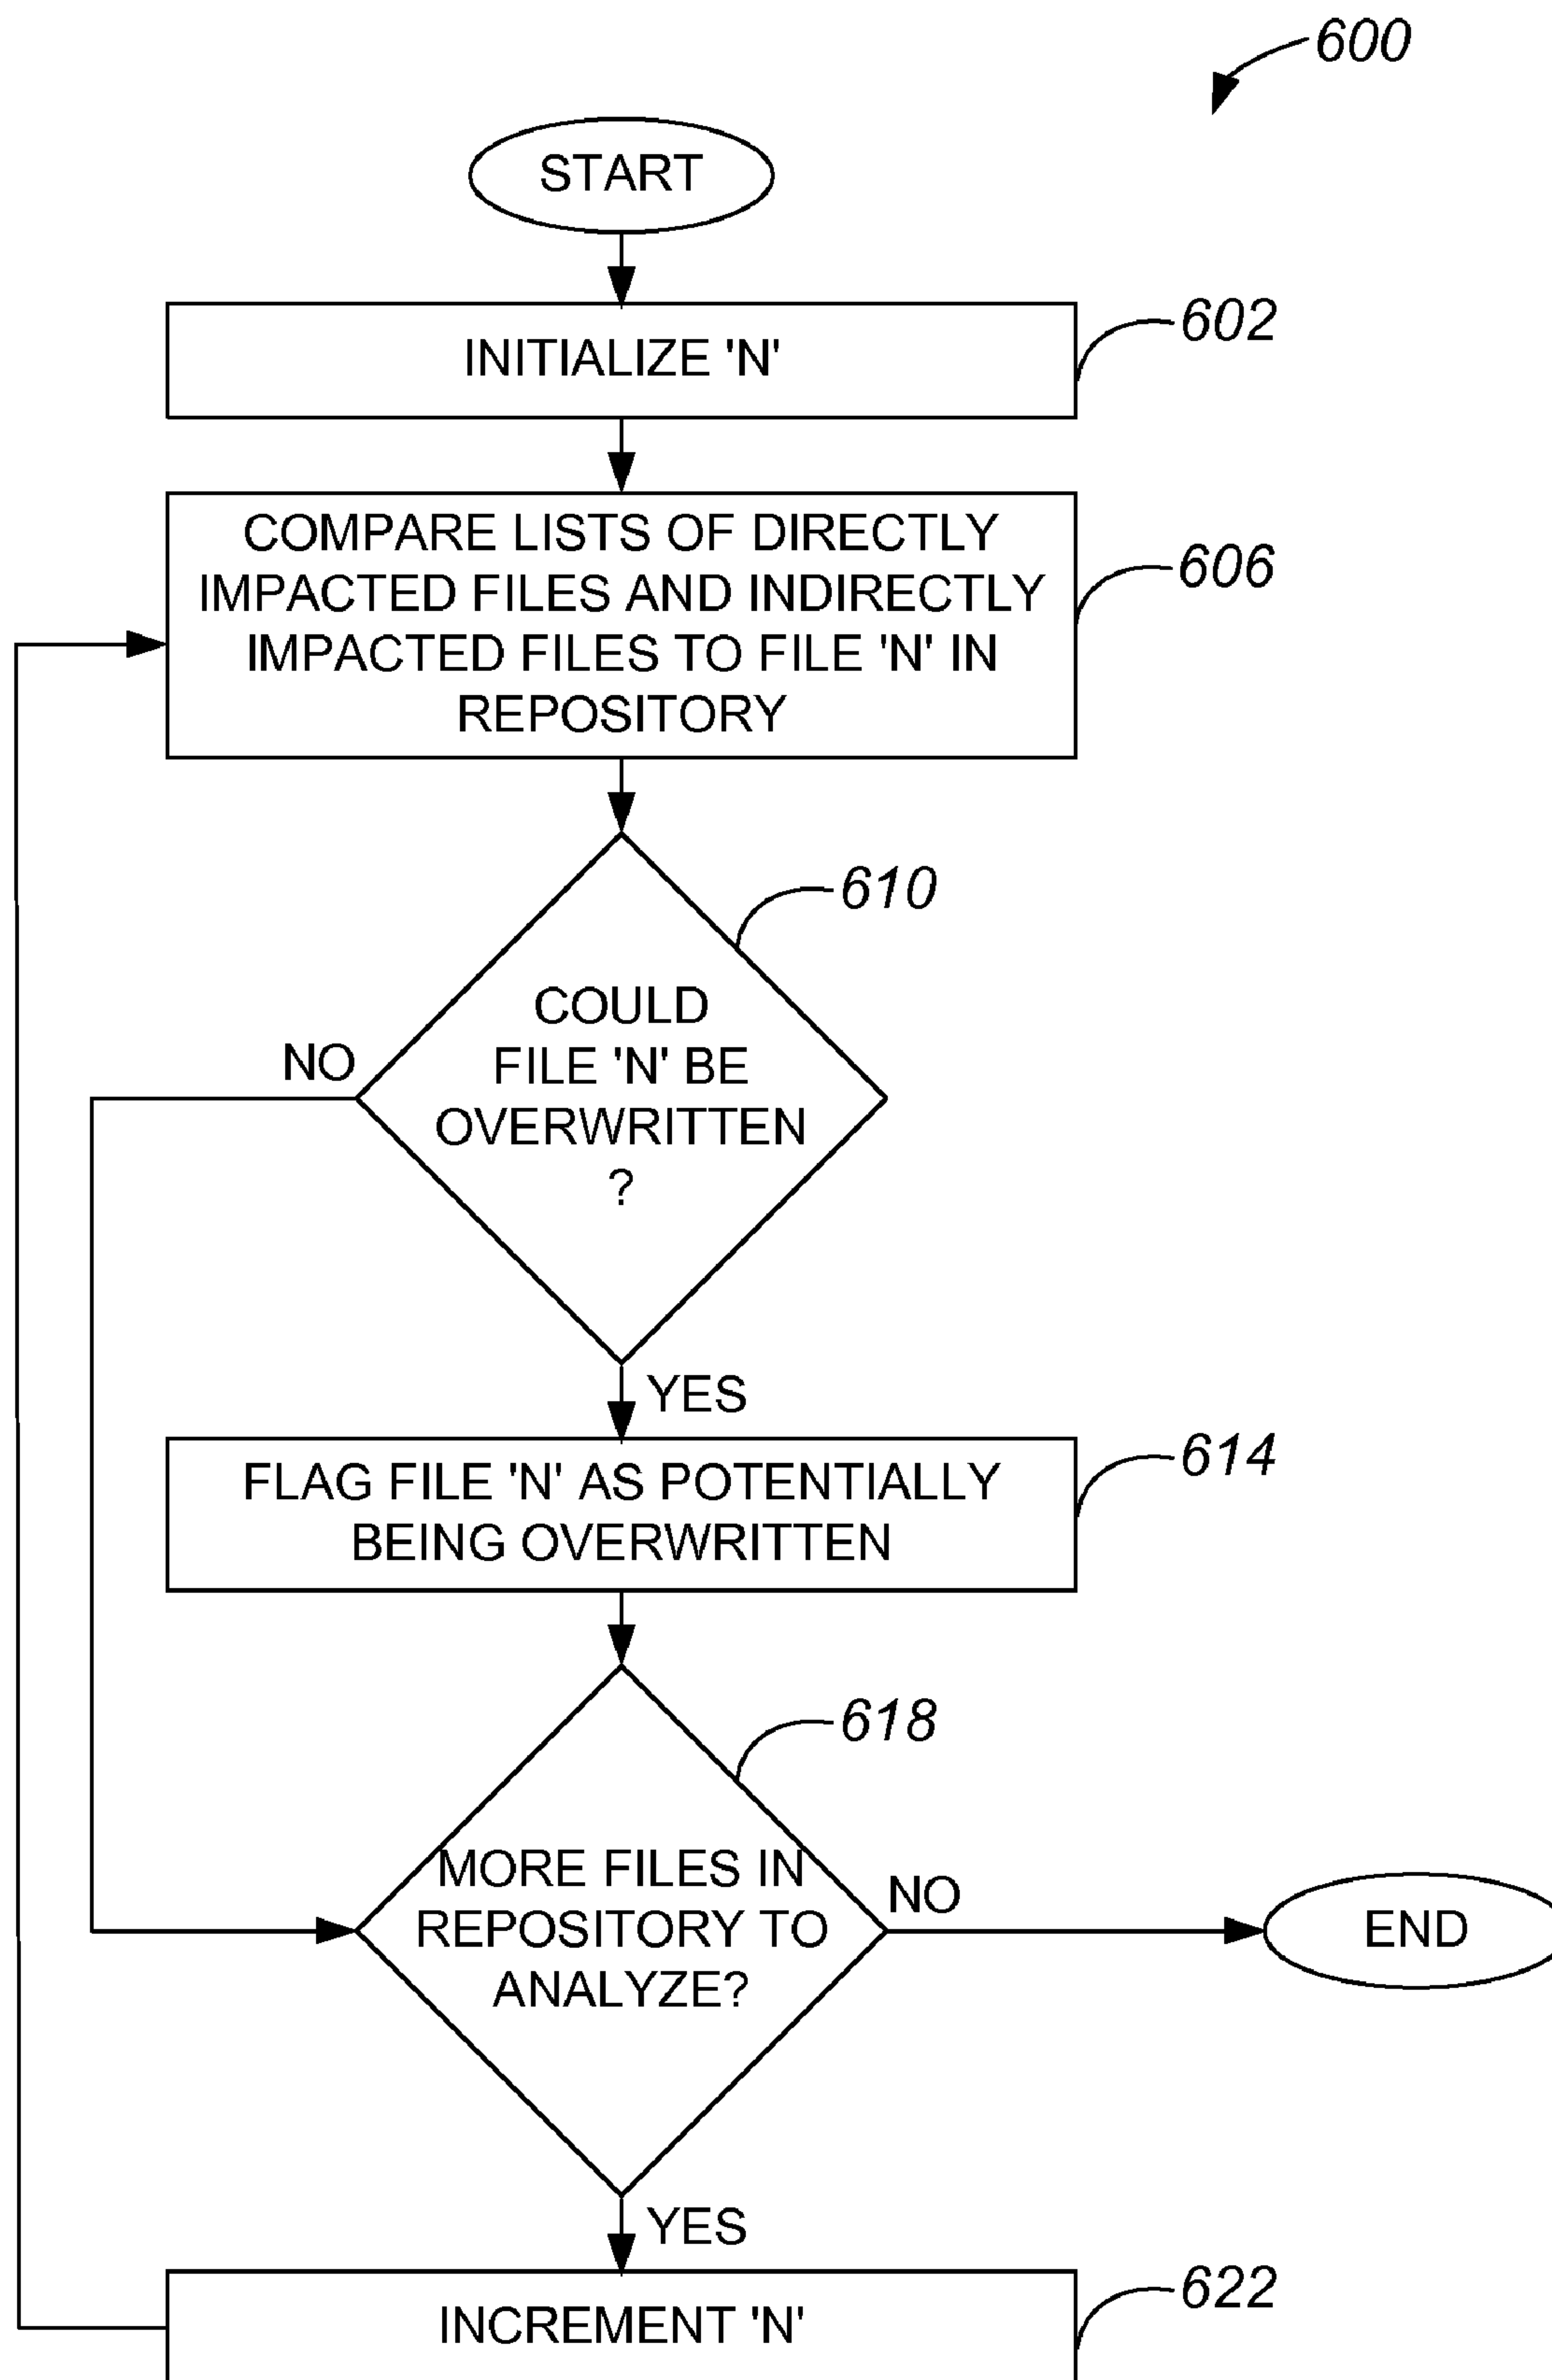 600
START
INITIALIZE 'N'
602
COMPARE LISTS OF DIRECTLY
IMPACTED FILES AND INDIRECTLY
IMPACTED FILES TO FILE 'N' IN
REPOSITORY
606
610
COULD
FILE 'N' BE
OVERWRITTEN
?
NO
YES
FLAG FILE 'N' AS POTENTIALLY
BEING OVERWRITTEN
614
618
MORE FILES IN
REPOSITORY TO
ANALYZE?
NO
END
YES
INCREMENT 'N'
622